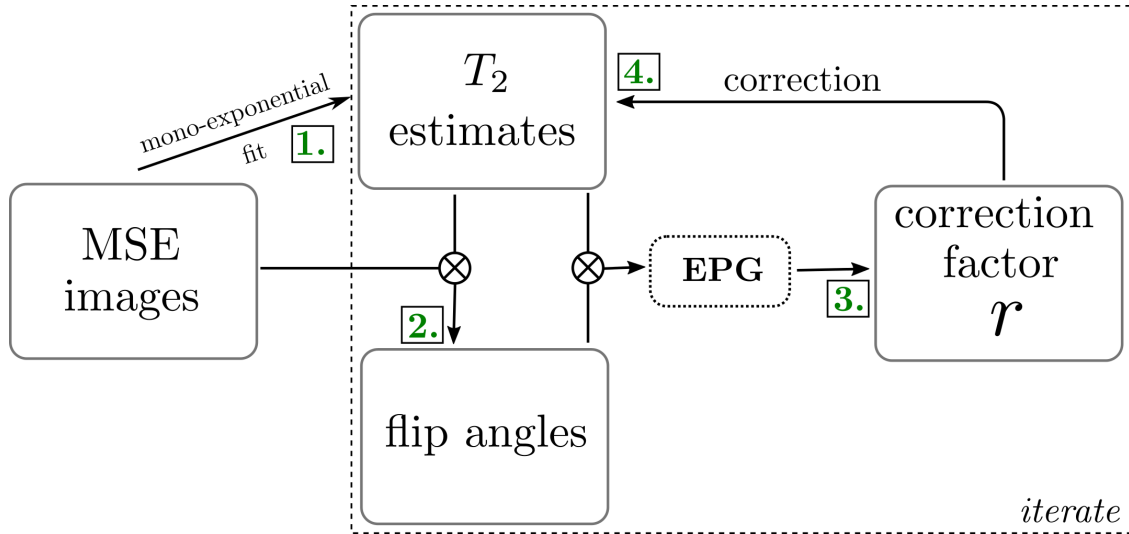 T₂
estimates
4.
correction
mono-exponential
fit
1.
MSE
images
EPG
3.
correction
factor
r
2.
flip angles
iterate